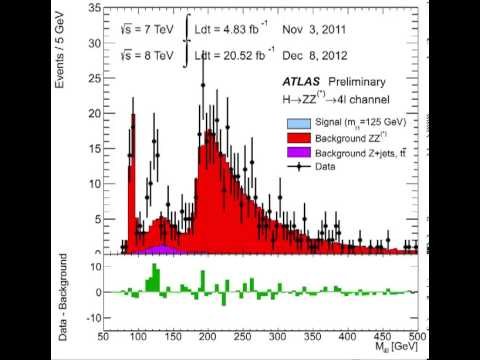 Events / 5 GeV
35
30
25
20
15
10
5
0
√s = 7 TeV ∫ Ldt = 4.83 fb⁻¹ Nov 3, 2011
√s = 8 TeV ∫ Ldt = 20.52 fb⁻¹ Dec 8, 2012
ATLAS Preliminary
H→ZZ⁽*⁾→4l channel
Signal (m_H=125 GeV)
Background ZZ⁽*⁾
Background Z+jets, tt̄
Data
Data - Background
10
0
-10
50 100 150 200 250 300 350 400 450 500
M₄ₗ [GeV]